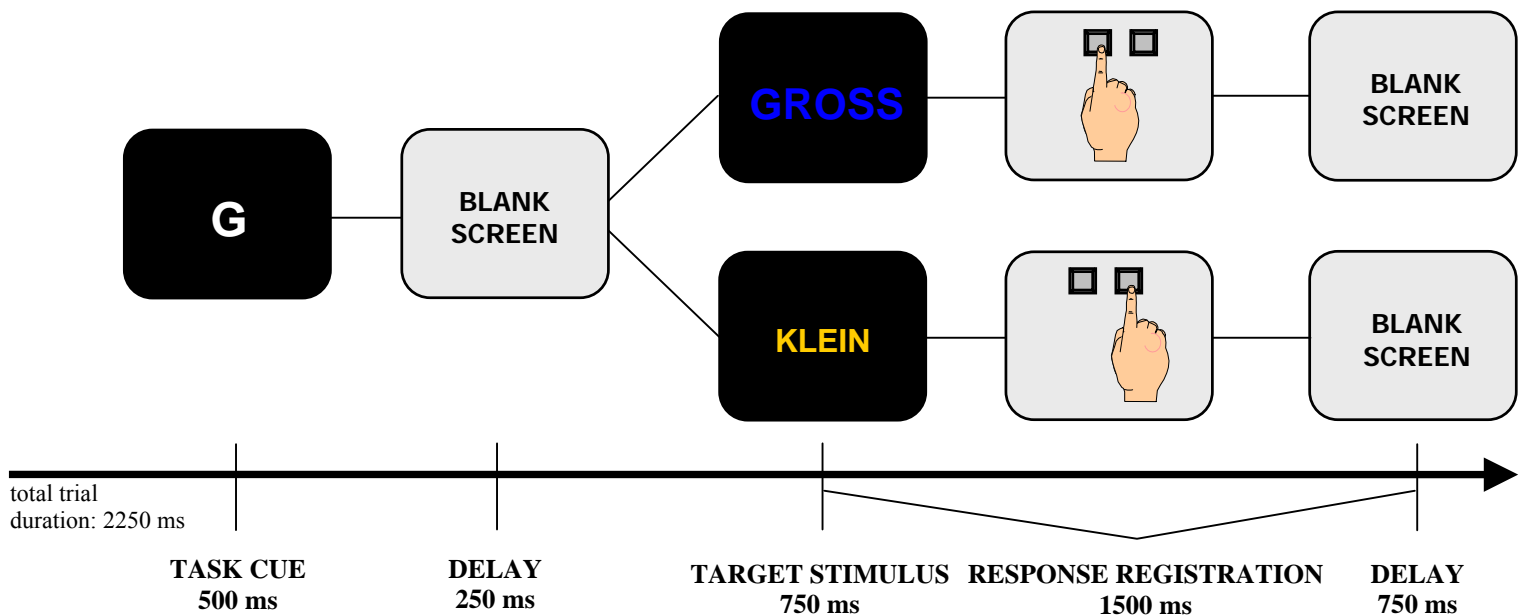 G
BLANK
SCREEN
GROSS
BLANK
SCREEN
KLEIN
BLANK
SCREEN
total trial
duration: 2250 ms
TASK CUE
500 ms
DELAY
250 ms
TARGET STIMULUS
750 ms
RESPONSE REGISTRATION
1500 ms
DELAY
750 ms